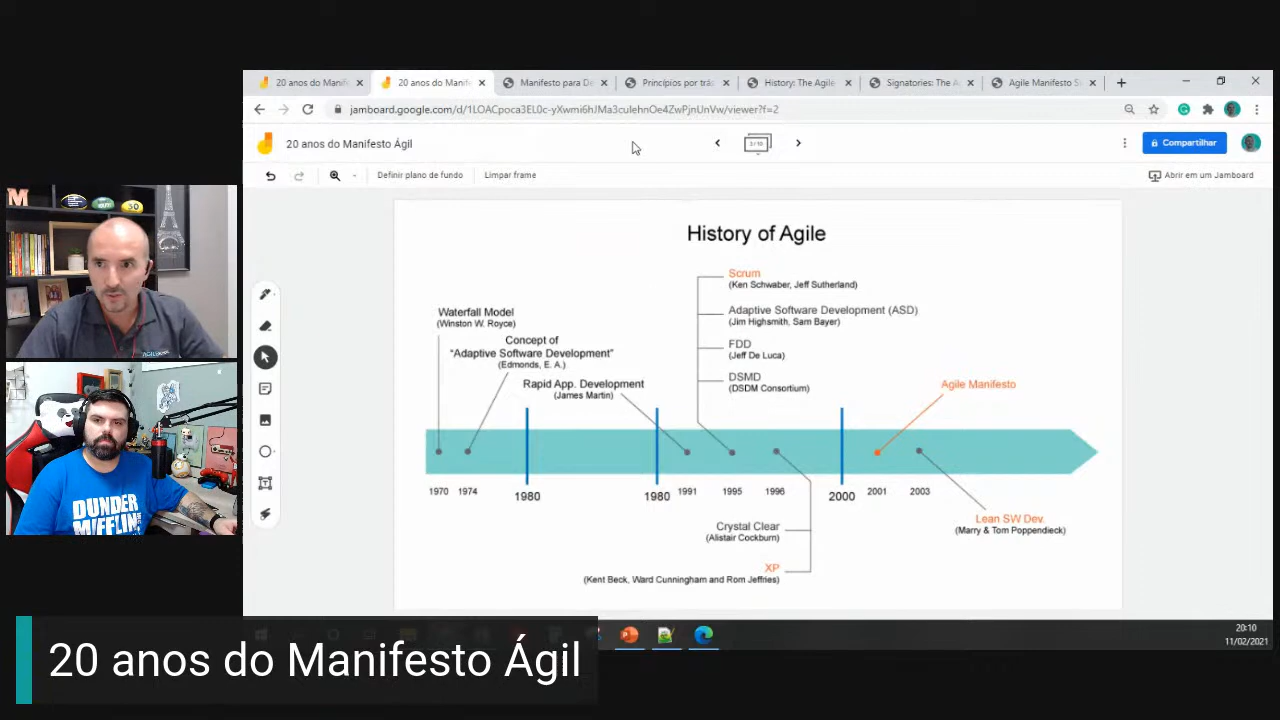 20 anos do Manif
20 anos do Manife
Manifesto para De
Princípios por trá
History: The Agile
Signatories: The A
Agile Manifesto S
jamboard.google.com/d/1LOACpoca3EL0c-yXwmi6hJMa3culehnOe4ZwPjnUnVw/viewer?f=2
20 anos do Manifesto Ágil
3 / 10
Compartilhar
Definir plano de fundo
Limpar frame
Abrir em um Jamboard
History of Agile
Scrum
(Ken Schwaber, Jeff Sutherland)
Adaptive Software Development (ASD)
(Jim Highsmith, Sam Bayer)
FDD
(Jeff De Luca)
DSMD
(DSDM Consortium)
Waterfall Model
(Winston W. Royce)
Concept of
“Adaptive Software Development”
(Edmonds, E. A.)
Rapid App. Development
(James Martin)
Agile Manifesto
1970
1974
1980
1980
1991
1995
1996
2000
2001
2003
Crystal Clear
(Alistair Cockburn)
XP
(Kent Beck, Ward Cunningham and Rom Jeffries)
Lean SW Dev.
(Marry & Tom Poppendieck)
M
30
DUNDER
MIFFLIN
20:10
11/02/2021
20 anos do Manifesto Ágil